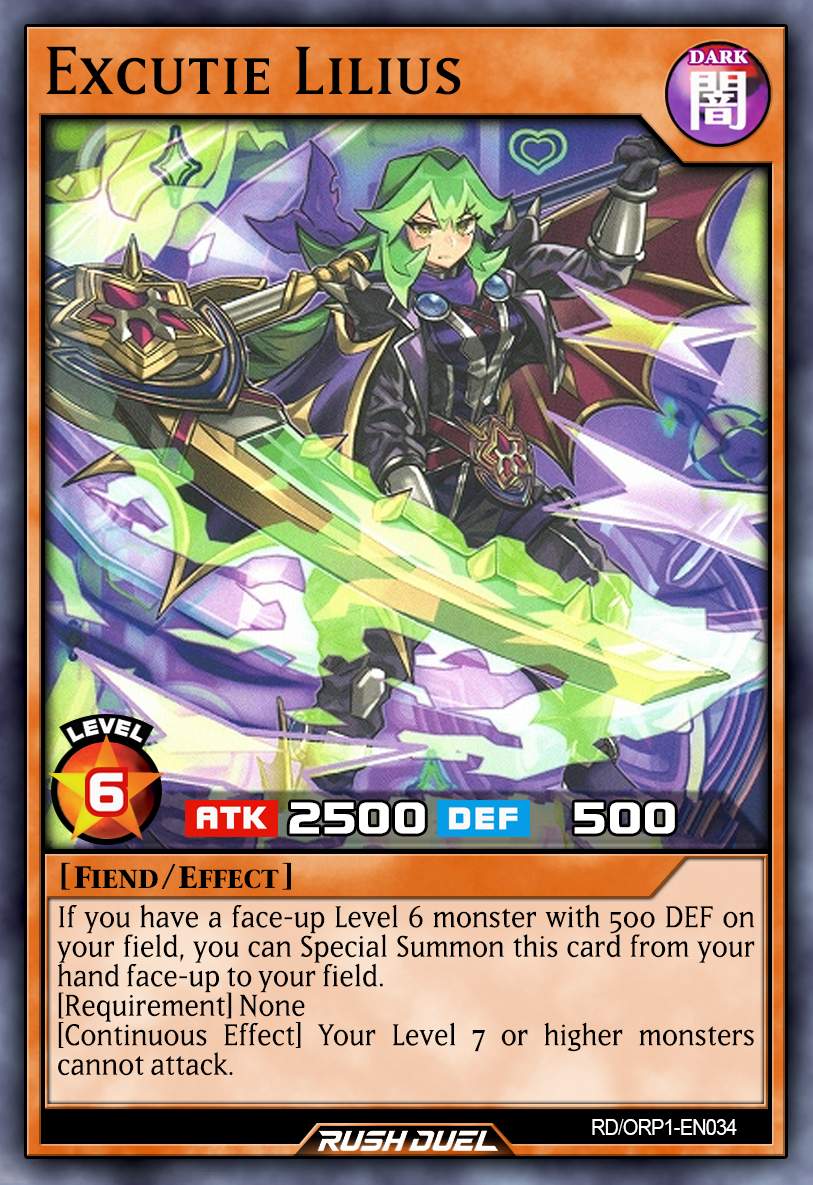 Excutie Lilius
DARK
闇
LEVEL
6
ATK 2500 DEF 500
[Fiend/Effect]
If you have a face-up Level 6 monster with 500 DEF on
your field, you can Special Summon this card from your
hand face-up to your field.
[Requirement] None
[Continuous Effect] Your Level 7 or higher monsters
cannot attack.
RD/ORP1-EN034
RUSH DUEL